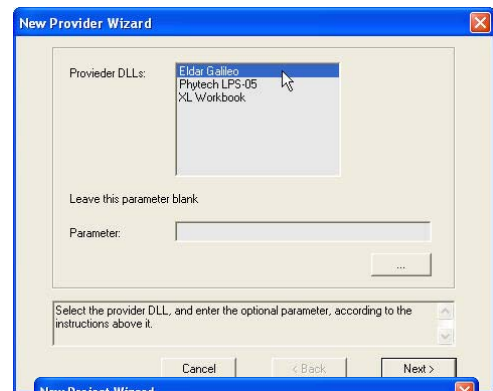 New Provider Wizard
Provieder DLLs:
Eldar Galileo
Phytech LPS-05
XL Workbook
Leave this parameter blank
Parameter:
...
Select the provider DLL, and enter the optional parameter, according to the
instructions above it.
Cancel
< Back
Next >
New Project Wizard